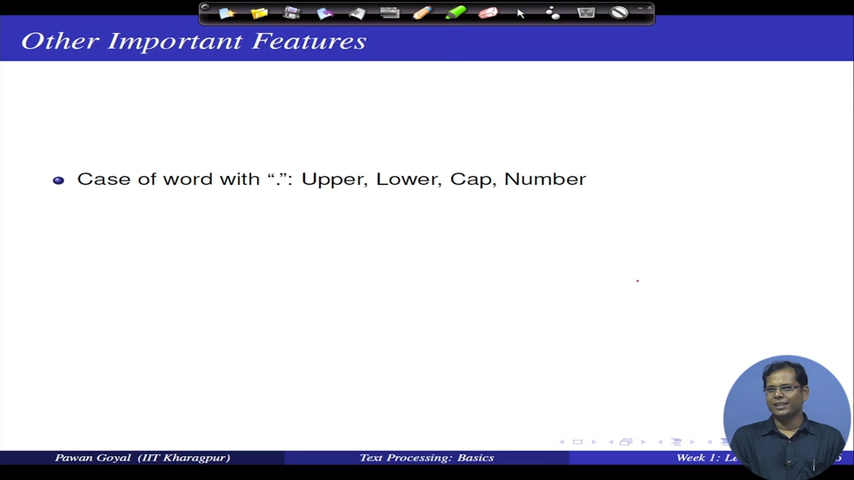 Other Important Features
Case of word with “.”: Upper, Lower, Cap, Number
Pawan Goyal (IIT Kharagpur) Text Processing: Basics Week 1: